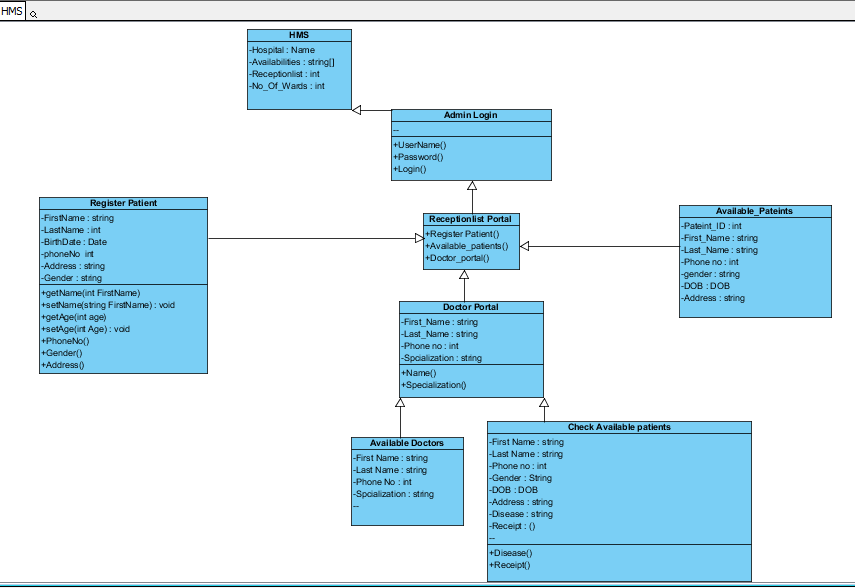 HMS
HMS
-Hospital : Name
-Availabilities : string[]
-Receptionlist : int
-No_Of_Wards : int
Admin Login
--
+UserName()
+Password()
+Login()
Register Patient
-FirstName : string
-LastName : int
-BirthDate : Date
-phoneNo int
-Address : string
-Gender : string
+getName(int FirstName)
+setName(string FirstName) : void
+getAge(int age)
+setAge(int Age) : void
+PhoneNo()
+Gender()
+Address()
Receptionlist Portal
+Register Patient()
+Available_patients()
+Doctor_portal()
Available_Pateints
-Pateint_ID : int
-First_Name : string
-Last_Name : string
-Phone no : int
-gender : string
-DOB : DOB
-Address : string
Doctor Portal
-First_Name : string
-Last_Name : string
-Phone no : int
-Spcialization : string
+Name()
+Specialization()
Available Doctors
-First Name : string
-Last Name : string
-Phone No : int
-Spcialization : string
--
Check Available patients
-First Name : string
-Last Name : string
-Phone no : int
-Gender : String
-DOB : DOB
-Address : string
-Disease : string
-Receipt : ()
--
+Disease()
+Receipt()